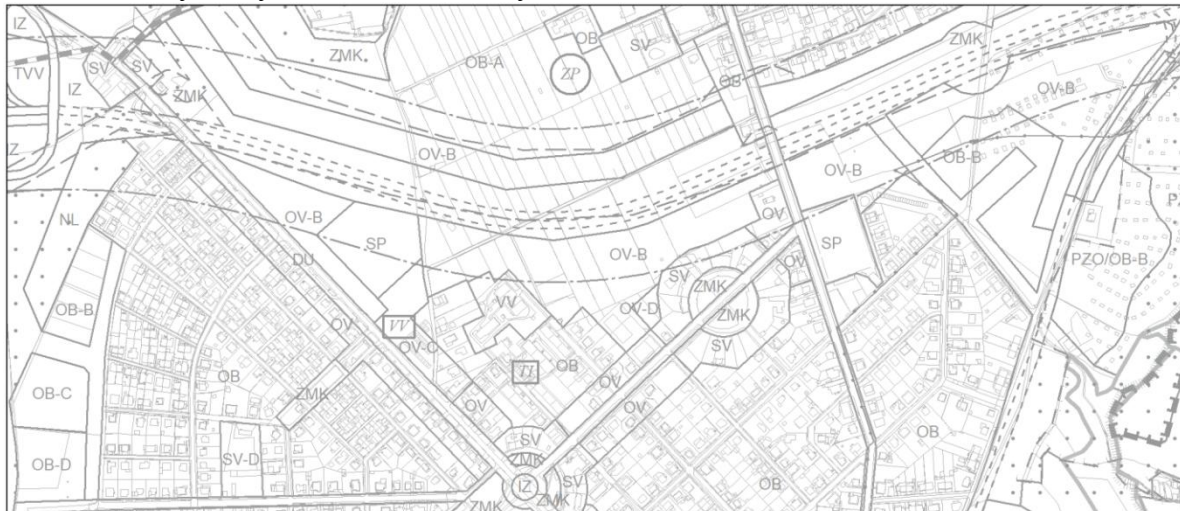 IZ
ZMK
OB
SV
ZMK
OB-A
ZP
TVV
SV
SV
IZ
ZMK
OB
OV-B
Z
OV-B
OV-B
OB-B
NL
OV-B
SP
OV-B
OV
SP
DU
SV
ZMK
PZO/OB-B
OB-B
VV
OV-D
OV
ZMK
VV
OV
OV-C
SV
OB
TI
OB
OV
OB-C
ZMK
OV
OV
OB
SV
OB-D
SV-D
ZMK
IZ
SV
OB
ZMK
ZMK